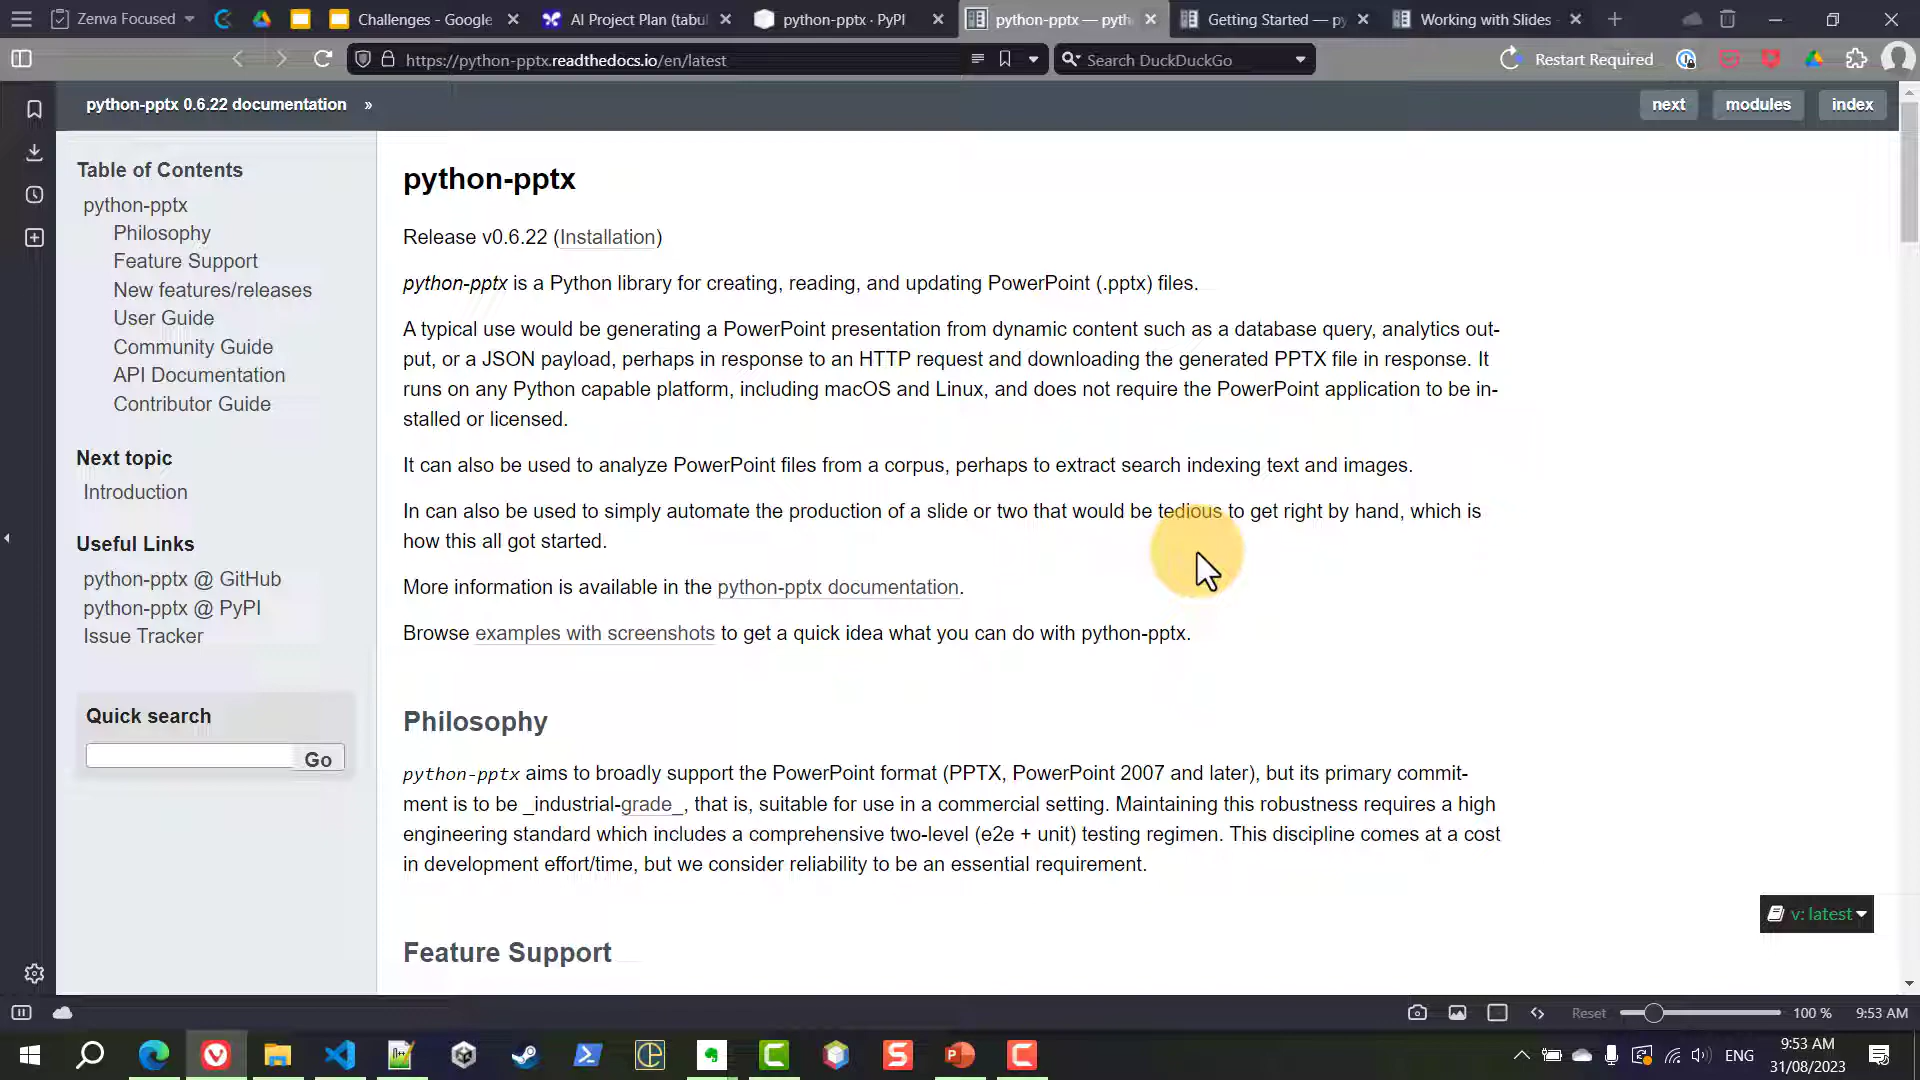 Zenva Focused
Challenges - Google
AI Project Plan (tabul
python-pptx · PyPI
python-pptx — pyth
Getting Started — py
Working with Slides
https://python-pptx.readthedocs.io/en/latest
Search DuckDuckGo
Restart Required
python-pptx 0.6.22 documentation »
next
modules
index
Table of Contents
python-pptx
Philosophy
Feature Support
New features/releases
User Guide
Community Guide
API Documentation
Contributor Guide
Next topic
Introduction
Useful Links
python-pptx @ GitHub
python-pptx @ PyPI
Issue Tracker
Quick search
Go
python-pptx
Release v0.6.22 (Installation)
python-pptx is a Python library for creating, reading, and updating PowerPoint (.pptx) files.
A typical use would be generating a PowerPoint presentation from dynamic content such as a database query, analytics out-
put, or a JSON payload, perhaps in response to an HTTP request and downloading the generated PPTX file in response. It
runs on any Python capable platform, including macOS and Linux, and does not require the PowerPoint application to be in-
stalled or licensed.
It can also be used to analyze PowerPoint files from a corpus, perhaps to extract search indexing text and images.
In can also be used to simply automate the production of a slide or two that would be tedious to get right by hand, which is
how this all got started.
More information is available in the python-pptx documentation.
Browse examples with screenshots to get a quick idea what you can do with python-pptx.
Philosophy
python-pptx aims to broadly support the PowerPoint format (PPTX, PowerPoint 2007 and later), but its primary commit-
ment is to be _industrial-grade_, that is, suitable for use in a commercial setting. Maintaining this robustness requires a high
engineering standard which includes a comprehensive two-level (e2e + unit) testing regimen. This discipline comes at a cost
in development effort/time, but we consider reliability to be an essential requirement.
v: latest
Feature Support
Reset
100 %
9:53 AM
ENG
9:53 AM
31/08/2023